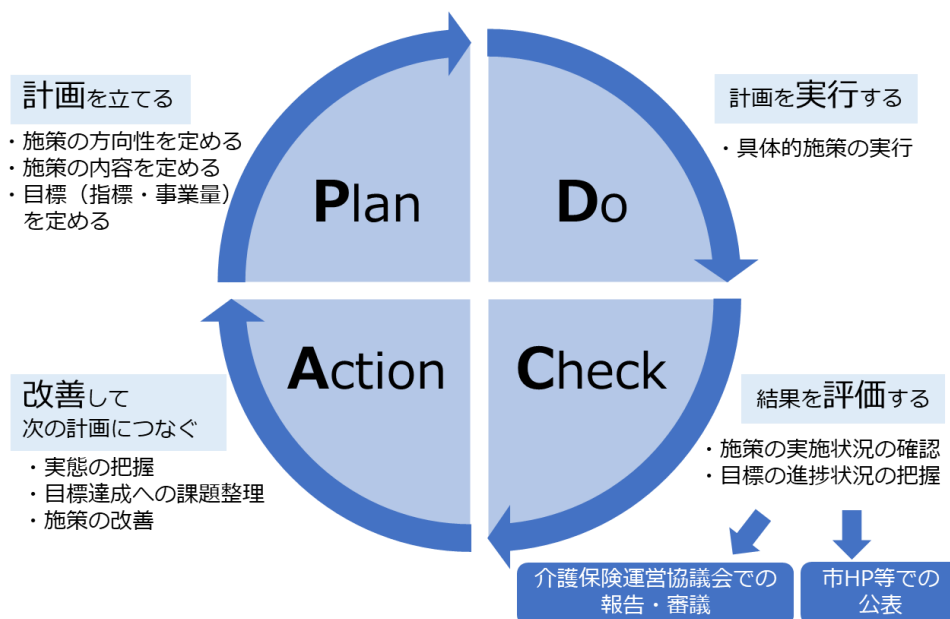 計画を立てる
・施策の方向性を定める
・施策の内容を定める
・目標（指標・事業量）
を定める
Plan
Do
計画を実行する
・具体的施策の実行
Action
Check
改善して
次の計画につなぐ
・実態の把握
・目標達成への課題整理
・施策の改善
結果を評価する
・施策の実施状況の確認
・目標の進捗状況の把握
介護保険運営協議会での
報告・審議
市HP等での
公表